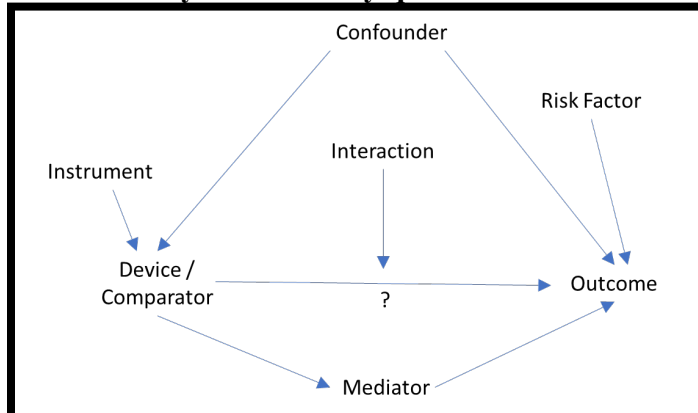 Confounder
Risk Factor
Interaction
Instrument
Device /
Comparator
Outcome
?
Mediator